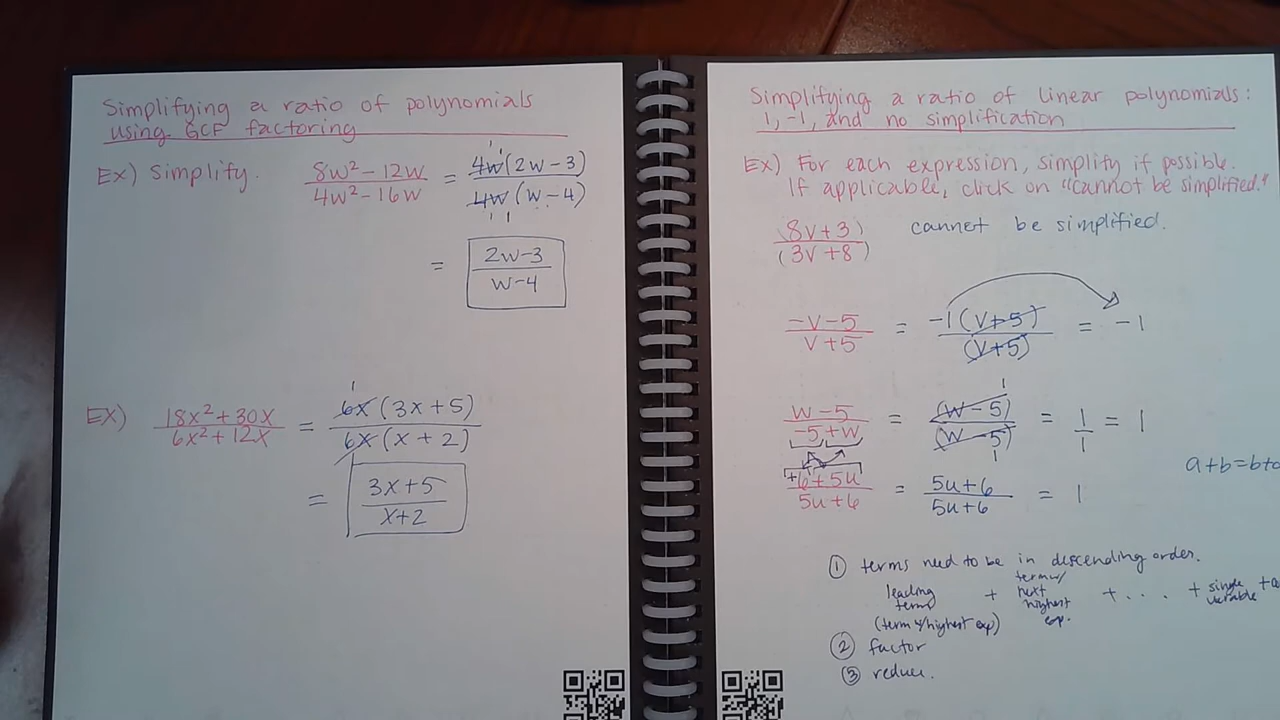 Simplifying a ratio of polynomials
using GCF factoring
Ex) Simplify. 8w² - 12w / 4w² - 16w = 4w(2w - 3) / 4w(w - 4)
= 2w - 3 / w - 4
EX) 18x² + 30x / 6x² + 12x = 6x(3x + 5) / 6x(x + 2)
= 3x + 5 / x + 2
Simplifying a ratio of linear polynomials:
1, -1, and no simplification
Ex) For each expression, simplify if possible.
If applicable, click on "cannot be simplified."
(8v + 3) / (3v + 8) cannot be simplified.
-v - 5 / v + 5 = -1(v + 5) / (v + 5) = -1
w - 5 / -5 + w = (w - 5) / (w - 5) = 1/1 = 1
+6 + 5u / 5u + 6 = 5u + 6 / 5u + 6 = 1
a + b = b +
① terms need to be in descending order.
leading term (term w/ highest exp) + term w/ next highest exp. + . . . + single variable +
② factor
③ reduce.